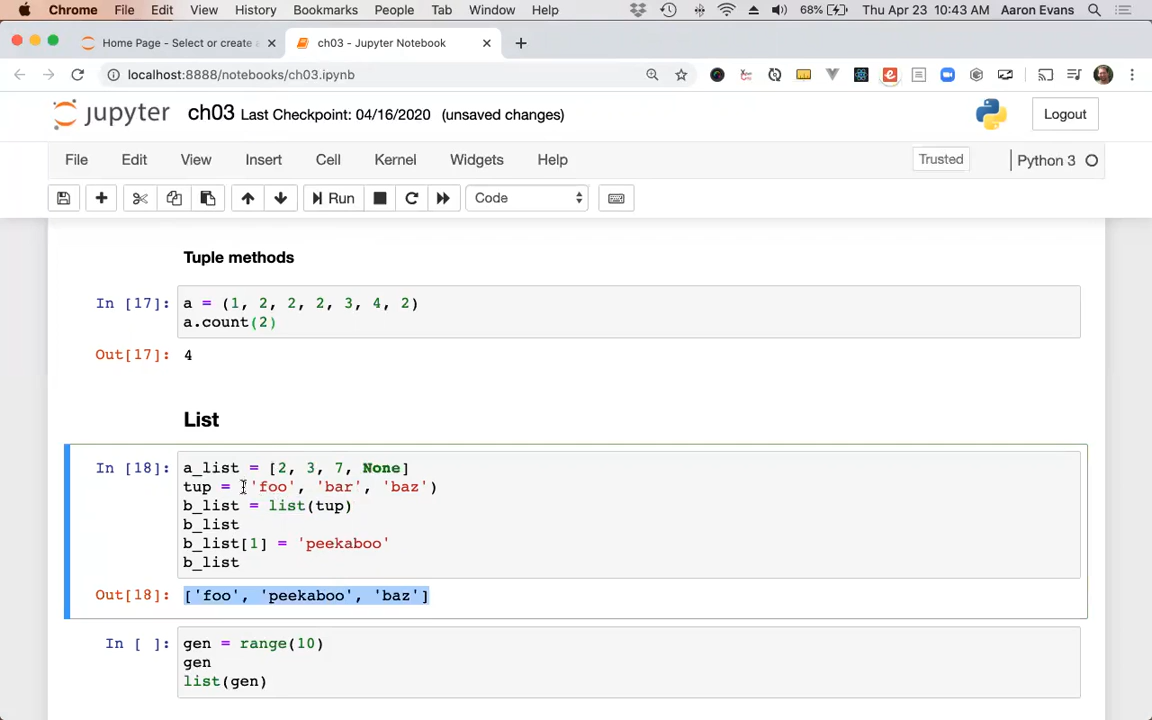 Chrome File Edit View History Bookmarks People Tab Window Help 68% Thu Apr 23 10:43 AM Aaron Evans
Home Page - Select or create a ch03 - Jupyter Notebook
localhost:8888/notebooks/ch03.ipynb
jupyter ch03 Last Checkpoint: 04/16/2020 (unsaved changes) Logout
File Edit View Insert Cell Kernel Widgets Help Trusted Python 3
Run Code
Tuple methods
In [17]: a = (1, 2, 2, 2, 3, 4, 2)
a.count(2)
Out[17]: 4
List
In [18]: a_list = [2, 3, 7, None]
tup = ('foo', 'bar', 'baz')
b_list = list(tup)
b_list
b_list[1] = 'peekaboo'
b_list
Out[18]: ['foo', 'peekaboo', 'baz']
In [ ]: gen = range(10)
gen
list(gen)